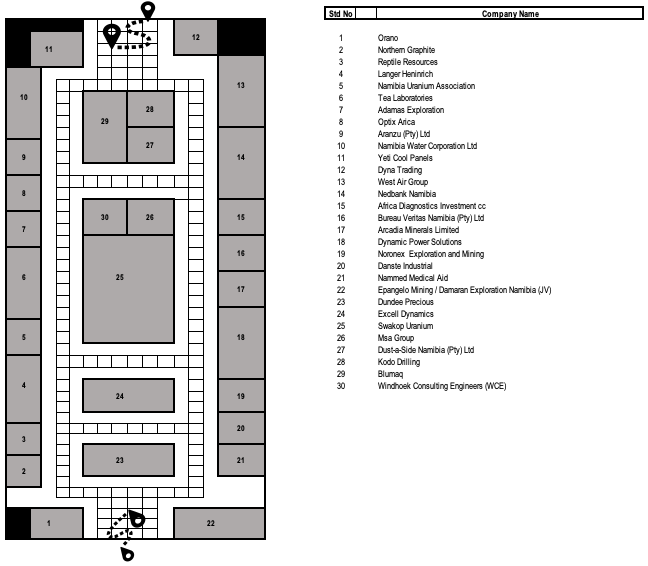 Std No Company Name
1 Orano
2 Northern Graphite
3 Reptile Resources
4 Langer Heninrich
5 Namibia Uranium Association
6 Tea Laboratories
7 Adamas Exploration
8 Optix Arica
9 Aranzu (Pty) Ltd
10 Namibia Water Corporation Ltd
11 Yeti Cool Panels
12 Dyna Trading
13 West Air Group
14 Nedbank Namibia
15 Africa Diagnostics Investment cc
16 Bureau Veritas Namibia (Pty) Ltd
17 Arcadia Minerals Limited
18 Dynamic Power Solutions
19 Noronex Exploration and Mining
20 Danste Industrial
21 Nammed Medical Aid
22 Epangelo Mining / Damaran Exploration Namibia (JV)
23 Dundee Precious
24 Excell Dynamics
25 Swakop Uranium
26 Msa Group
27 Dust-a-Side Namibia (Pty) Ltd
28 Kodo Drilling
29 Blumaq
30 Windhoek Consulting Engineers (WCE)
12
11
13
10
28
29
27
14
9
8
30
26
15
7
16
6
25
17
18
5
4
24
19
20
3
23
21
2
1
22